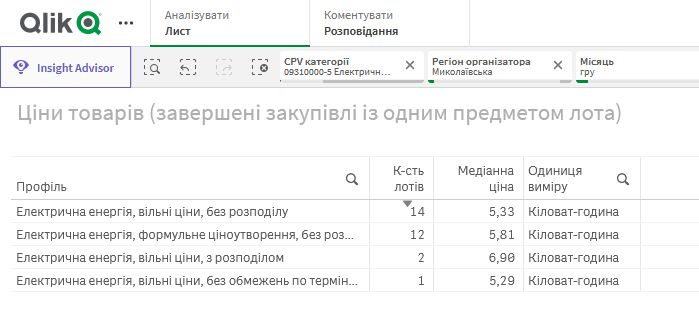 Qlik
Аналізувати
Лист
Коментувати
Розповідання
Insight Advisor
CPV категорії
09310000-5 Електричн...
Регіон організатора
Миколаївська
Місяць
гру
Ціни товарів (завершені закупівлі із одним предметом лота)
Профіль
К-сть лотів
Медіанна ціна
Одиниця виміру
Електрична енергія, вільні ціни, без розподілу 14 5,33 Кіловат-година
Електрична енергія, формульне ціноутворення, без роз... 12 5,81 Кіловат-година
Електрична енергія, вільні ціни, з розподілом 2 6,90 Кіловат-година
Електрична енергія, вільні ціни, без обмежень по термін... 1 5,29 Кіловат-година